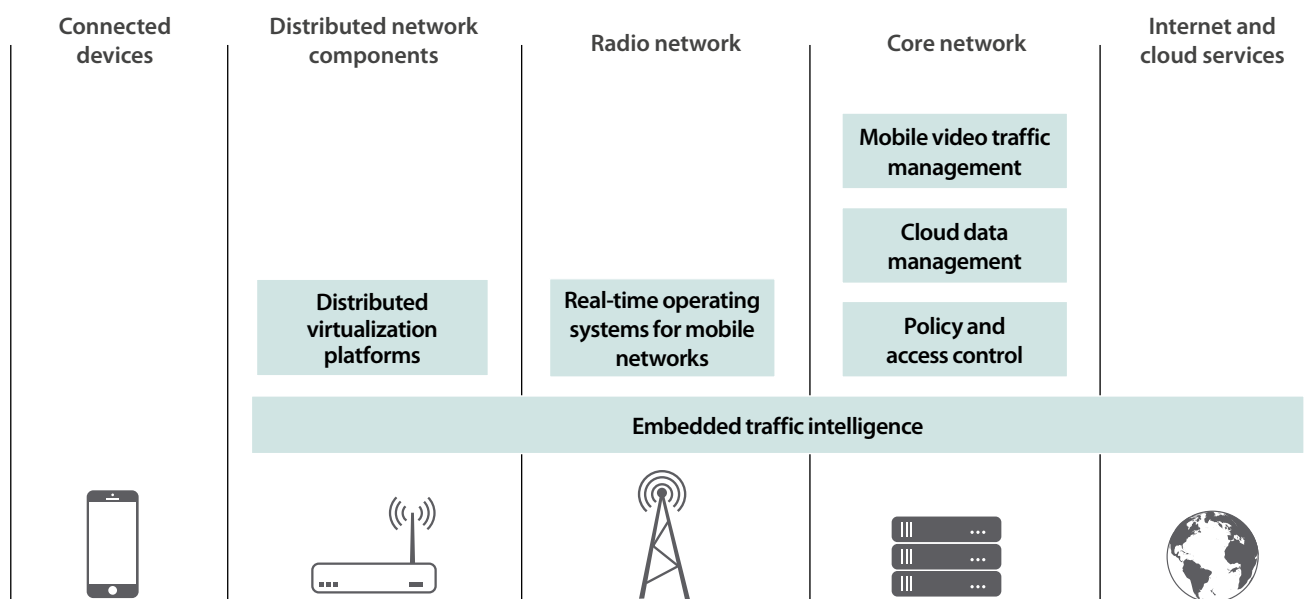 Connected
devices
Distributed network
components
Radio network
Core network
Internet and
cloud services
Mobile video traffic
management
Cloud data
management
Distributed
virtualization
platforms
Real-time operating
systems for mobile
networks
Policy and
access control
Embedded traffic intelligence